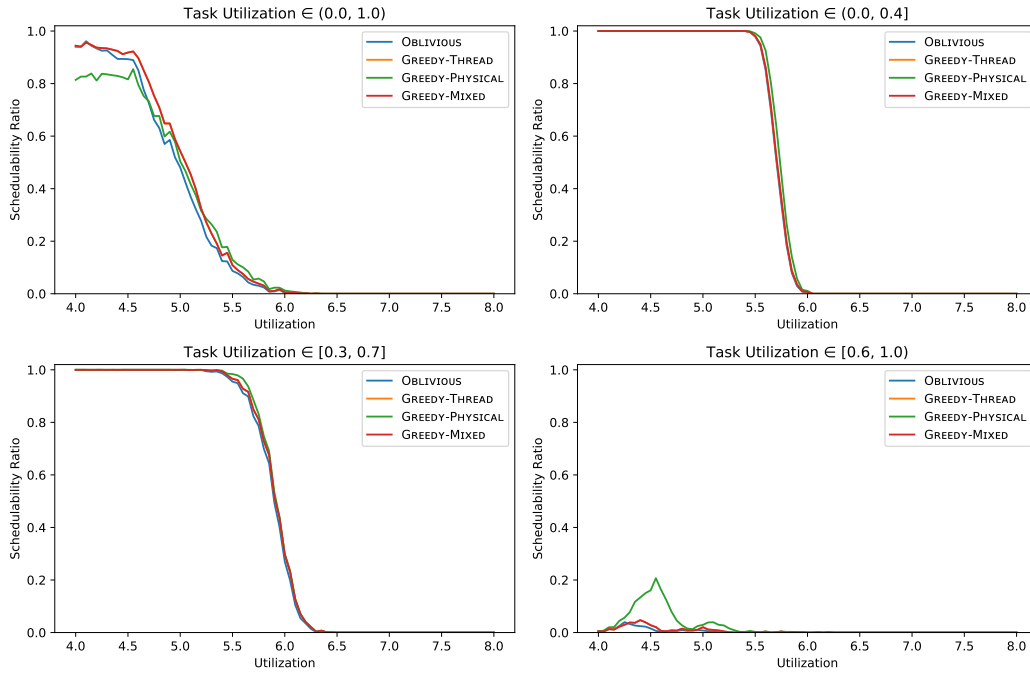 Task Utilization ∈ (0.0, 1.0)
Schedulability Ratio
1.0
0.8
0.6
0.4
0.2
0.0
Oblivious
Greedy-Thread
Greedy-Physical
Greedy-Mixed
4.0 4.5 5.0 5.5 6.0 6.5 7.0 7.5 8.0
Utilization
Task Utilization ∈ (0.0, 0.4]
Schedulability Ratio
1.0
0.8
0.6
0.4
0.2
0.0
Oblivious
Greedy-Thread
Greedy-Physical
Greedy-Mixed
4.0 4.5 5.0 5.5 6.0 6.5 7.0 7.5 8.0
Utilization
Task Utilization ∈ [0.3, 0.7]
Schedulability Ratio
1.0
0.8
0.6
0.4
0.2
0.0
Oblivious
Greedy-Thread
Greedy-Physical
Greedy-Mixed
4.0 4.5 5.0 5.5 6.0 6.5 7.0 7.5 8.0
Utilization
Task Utilization ∈ [0.6, 1.0)
Schedulability Ratio
1.0
0.8
0.6
0.4
0.2
0.0
Oblivious
Greedy-Thread
Greedy-Physical
Greedy-Mixed
4.0 4.5 5.0 5.5 6.0 6.5 7.0 7.5 8.0
Utilization